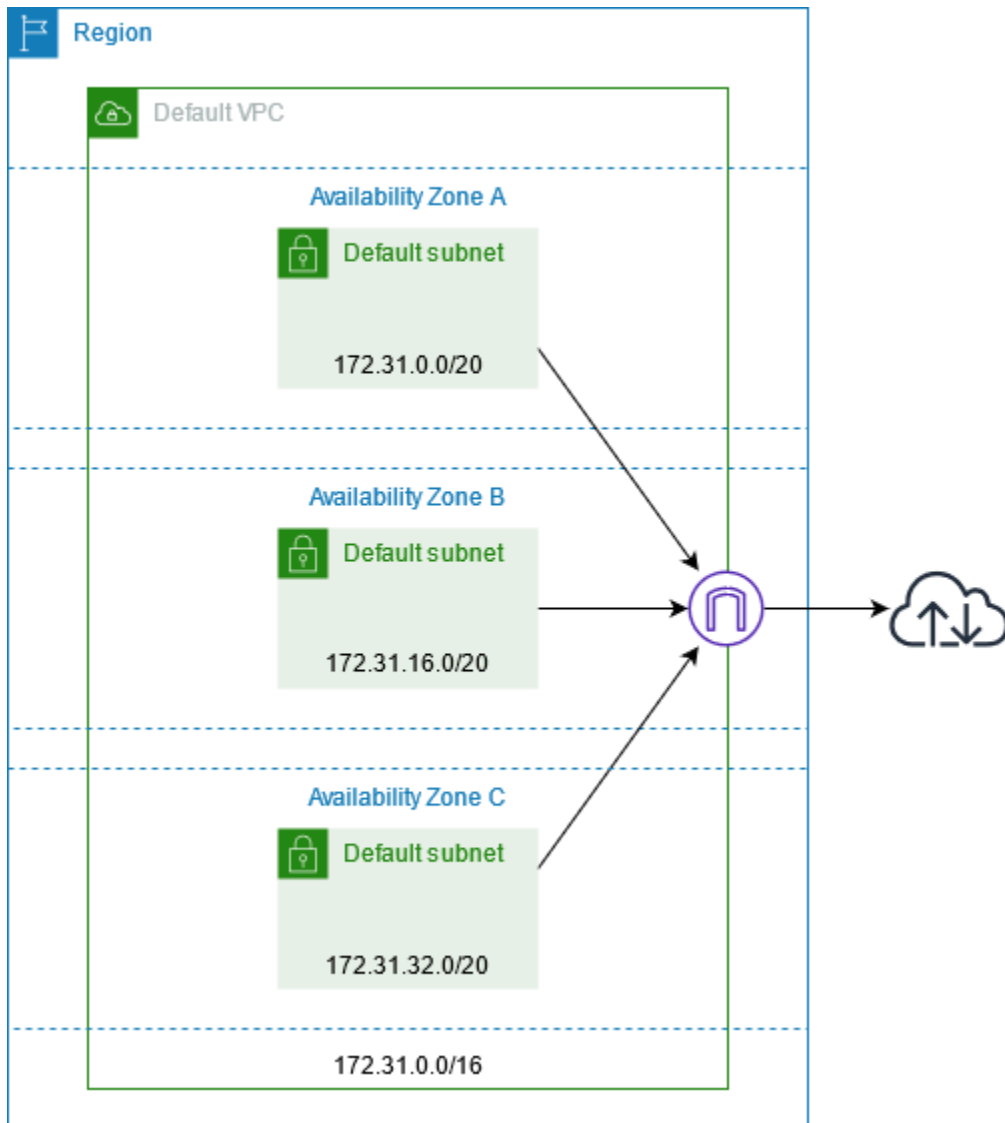 Region
Default VPC
Availability Zone A
Default subnet
172.31.0.0/20
Availability Zone B
Default subnet
172.31.16.0/20
Availability Zone C
Default subnet
172.31.32.0/20
172.31.0.0/16